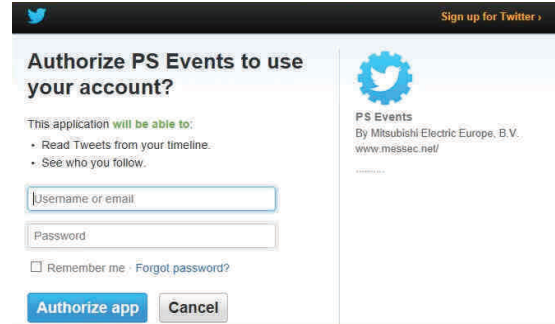 Sign up for Twitter ›
Authorize PS Events to use
your account?
This application will be able to:
• Read Tweets from your timeline.
• See who you follow.
Username or email
Password
Remember me · Forgot password?
Authorize app
Cancel
PS Events
By Mitsubishi Electric Europe, B.V.
www.messec.net/